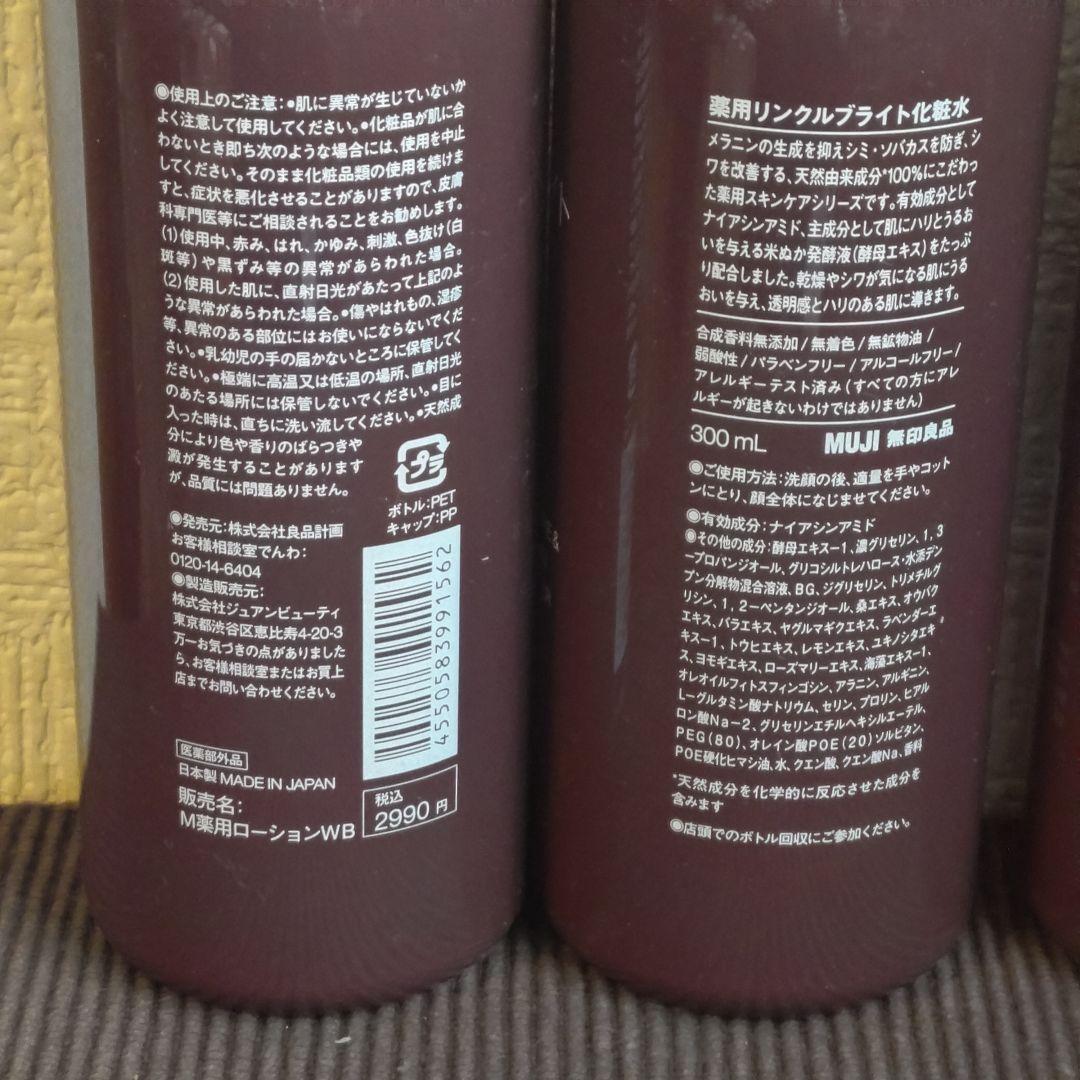 ◉使用上のご注意：●肌に異常が生じていないか
よく注意して使用してください。●化粧品が肌に合
わないとき即ち次のような場合には、使用を中止
してください。そのまま化粧品類の使用を続けま
すと、症状を悪化させることがありますので、皮膚
科専門医等にご相談されることをお勧めします。
(1)使用中、赤み、はれ、かゆみ、刺激、色抜け(白
斑等)や黒ずみ等の異常があらわれた場合。
(2)使用した肌に、直射日光があたって上記のよ
うな異常があらわれた場合。●傷やはれもの、湿疹
等、異常のある部位にはお使いにならないでくだ
さい。●乳幼児の手の届かないところに保管してく
ださい。●極端に高温又は低温の場所、直射日光
のあたる場所には保管しないでください。●目に
入った時は、直ちに洗い流してください。●天然成
分により色や香りのばらつきや
澱が発生することがあります
が、品質には問題ありません。
プラ
ボトル：PET
キャップ：PP
◉発売元：株式会社良品計画
お客様相談室でんわ：
0120-14-6404
◉製造販売元：
株式会社ジュアンビューティ
東京都渋谷区恵比寿4-20-3
万一お気づきの点がありました
ら、お客様相談室またはお買上
店までお問い合わせください。
4550583991562
医薬部外品
日本製 MADE IN JAPAN
販売名：
M薬用ローションWB
税込
2990円
薬用リンクルブライト化粧水
メラニンの生成を抑えシミ・ソバカスを防ぎ、シ
ワを改善する、天然由来成分*100%にこだわっ
た薬用スキンケアシリーズです。有効成分として
ナイアシンアミド、主成分として肌にハリとうるお
いを与える米ぬか発酵液(酵母エキス)をたっぷ
り配合しました。乾燥やシワが気になる肌にうる
おいを与え、透明感とハリのある肌に導きます。
合成香料無添加/無着色/無鉱物油/
弱酸性/パラベンフリー/アルコールフリー/
アレルギーテスト済み(すべての方にアレ
ルギーが起きないわけではありません)
300mL MUJI 無印良品
◉ご使用方法：洗顔の後、適量を手やコット
ンにとり、顔全体になじませてください。
◉有効成分：ナイアシンアミド
◉その他の成分：酵母エキス－1、濃グリセリン、1，3
－プロパンジオール、グリコシルトレハロース・水添デン
プン分解物混合溶液、BG、ジグリセリン、トリメチルグ
リシン、1，2－ペンタンジオール、桑エキス、オウバク
エキス、バラエキス、ヤグルマギクエキス、ラベンダーエ
キス－1、トウヒエキス、レモンエキス、ユキノシタエキ
ス、ヨモギエキス、ローズマリーエキス、海藻エキス－1、
オレオイルフィトスフィンゴシン、アラニン、アルギニン、
L－グルタミン酸ナトリウム、セリン、プロリン、ヒアル
ロン酸Na－2、グリセリンエチルヘキシルエーテル、
PEG(80)、オレイン酸POE(20)ソルビタン、
POE硬化ヒマシ油、水、クエン酸、クエン酸Na、香料
*天然成分を化学的に反応させた成分を
含みます
◉店頭でのボトル回収にご参加ください。